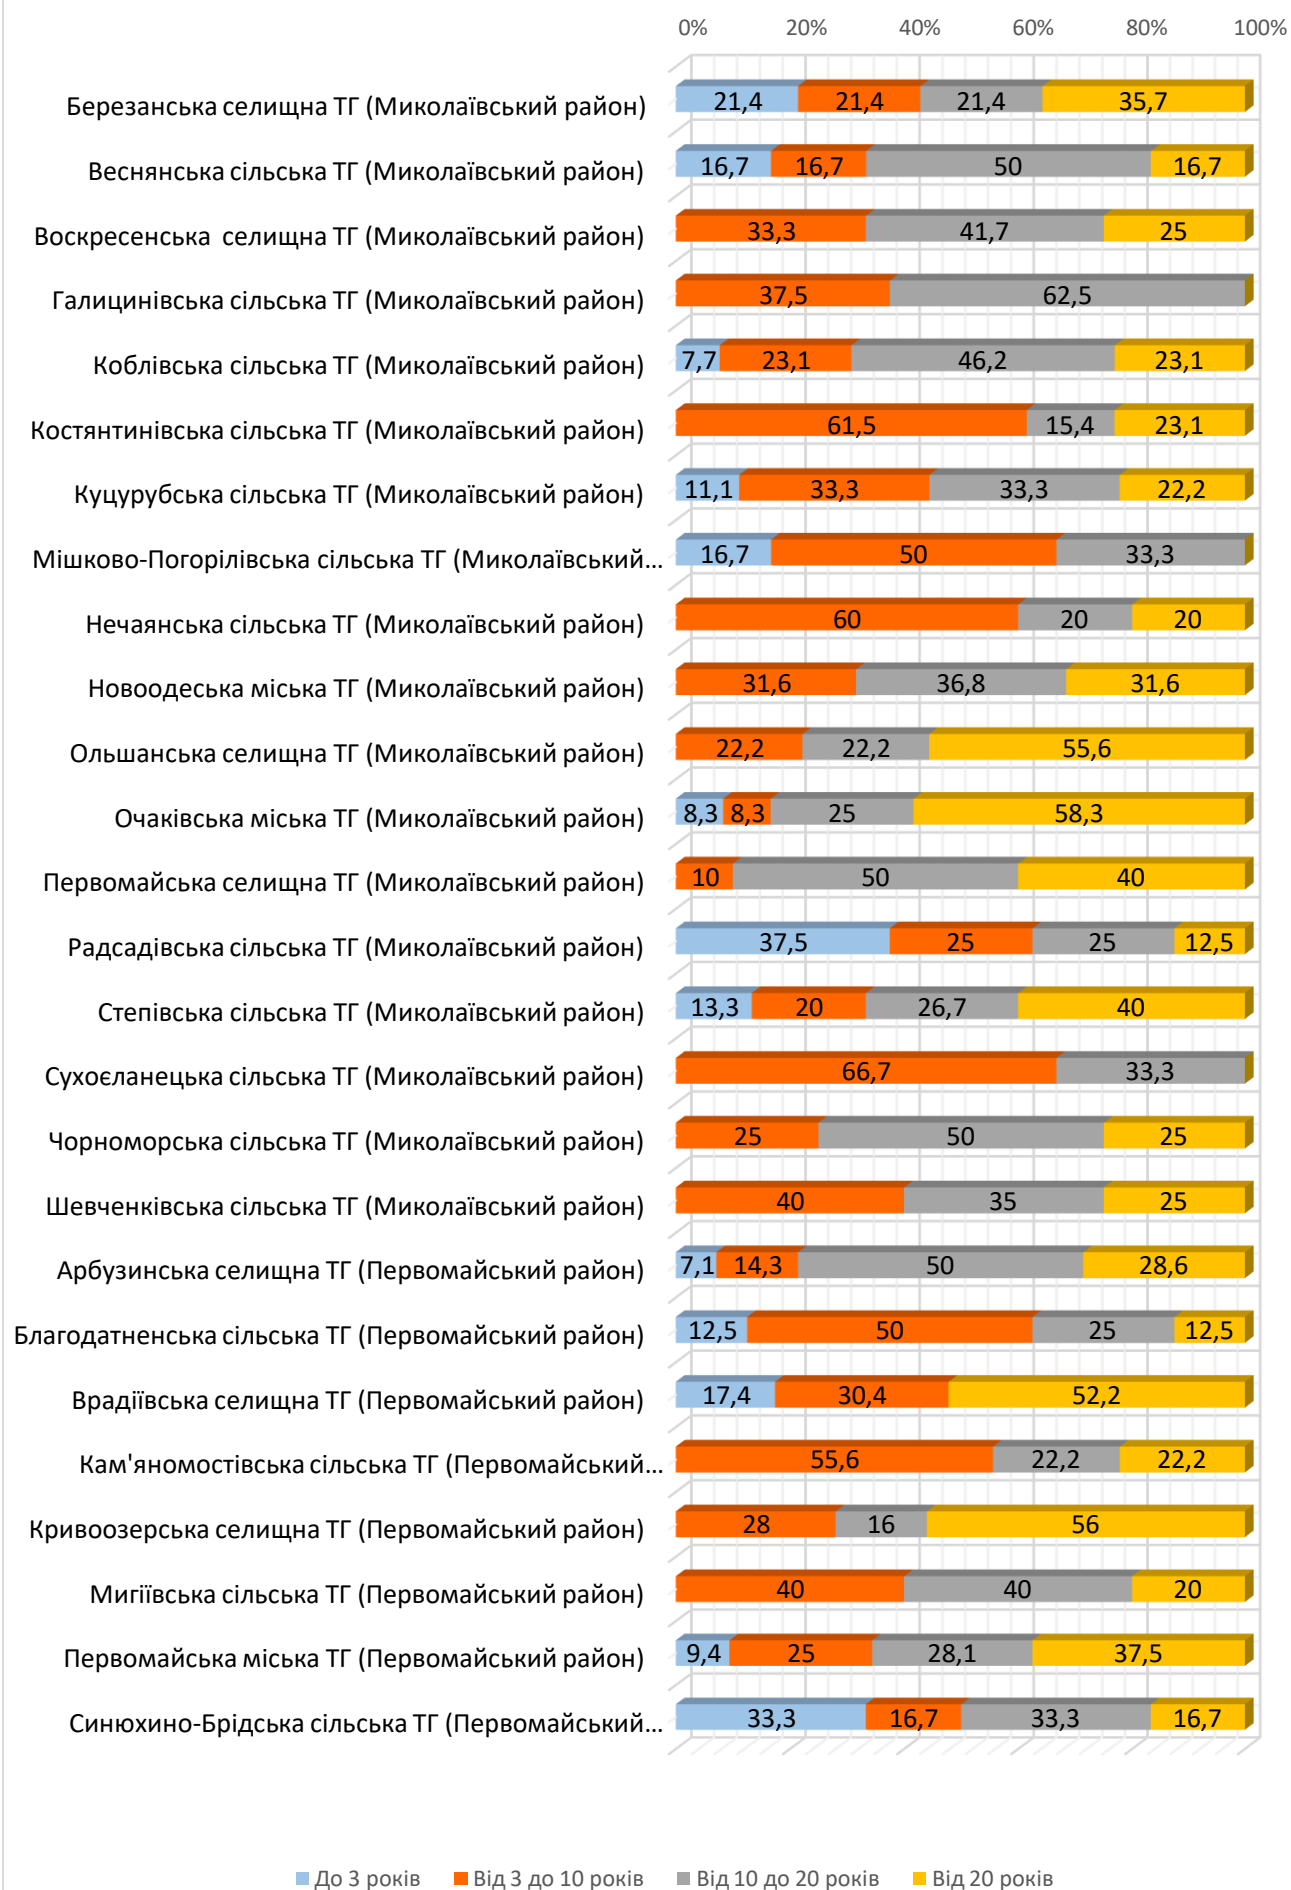 0% 20% 40% 60% 80% 100%
Березанська селищна ТГ (Миколаївський район) 21,4 21,4 21,4 35,7
Веснянська сільська ТГ (Миколаївський район) 16,7 16,7 50 16,7
Воскресенська селищна ТГ (Миколаївський район) 33,3 41,7 25
Галицинівська сільська ТГ (Миколаївський район) 37,5 62,5
Коблівська сільська ТГ (Миколаївський район) 7,7 23,1 46,2 23,1
Костянтинівська сільська ТГ (Миколаївський район) 61,5 15,4 23,1
Куцурубська сільська ТГ (Миколаївський район) 11,1 33,3 33,3 22,2
Мішково-Погорілівська сільська ТГ (Миколаївський... 16,7 50 33,3
Нечаянська сільська ТГ (Миколаївський район) 60 20 20
Новоодеська міська ТГ (Миколаївський район) 31,6 36,8 31,6
Ольшанська селищна ТГ (Миколаївський район) 22,2 22,2 55,6
Очаківська міська ТГ (Миколаївський район) 8,3 8,3 25 58,3
Первомайська селищна ТГ (Миколаївський район) 10 50 40
Радсадівська сільська ТГ (Миколаївський район) 37,5 25 25 12,5
Степівська сільська ТГ (Миколаївський район) 13,3 20 26,7 40
Сухоєланецька сільська ТГ (Миколаївський район) 66,7 33,3
Чорноморська сільська ТГ (Миколаївський район) 25 50 25
Шевченківська сільська ТГ (Миколаївський район) 40 35 25
Арбузинська селищна ТГ (Первомайський район) 7,1 14,3 50 28,6
Благодатненська сільська ТГ (Первомайський район) 12,5 50 25 12,5
Врадіївська селищна ТГ (Первомайський район) 17,4 30,4 52,2
Кам'яномостівська сільська ТГ (Первомайський... 55,6 22,2 22,2
Кривоозерська селищна ТГ (Первомайський район) 28 16 56
Мигіївська сільська ТГ (Первомайський район) 40 40 20
Первомайська міська ТГ (Первомайський район) 9,4 25 28,1 37,5
Синюхино-Брідська сільська ТГ (Первомайський... 33,3 16,7 33,3 16,7
До 3 років Від 3 до 10 років Від 10 до 20 років Від 20 років